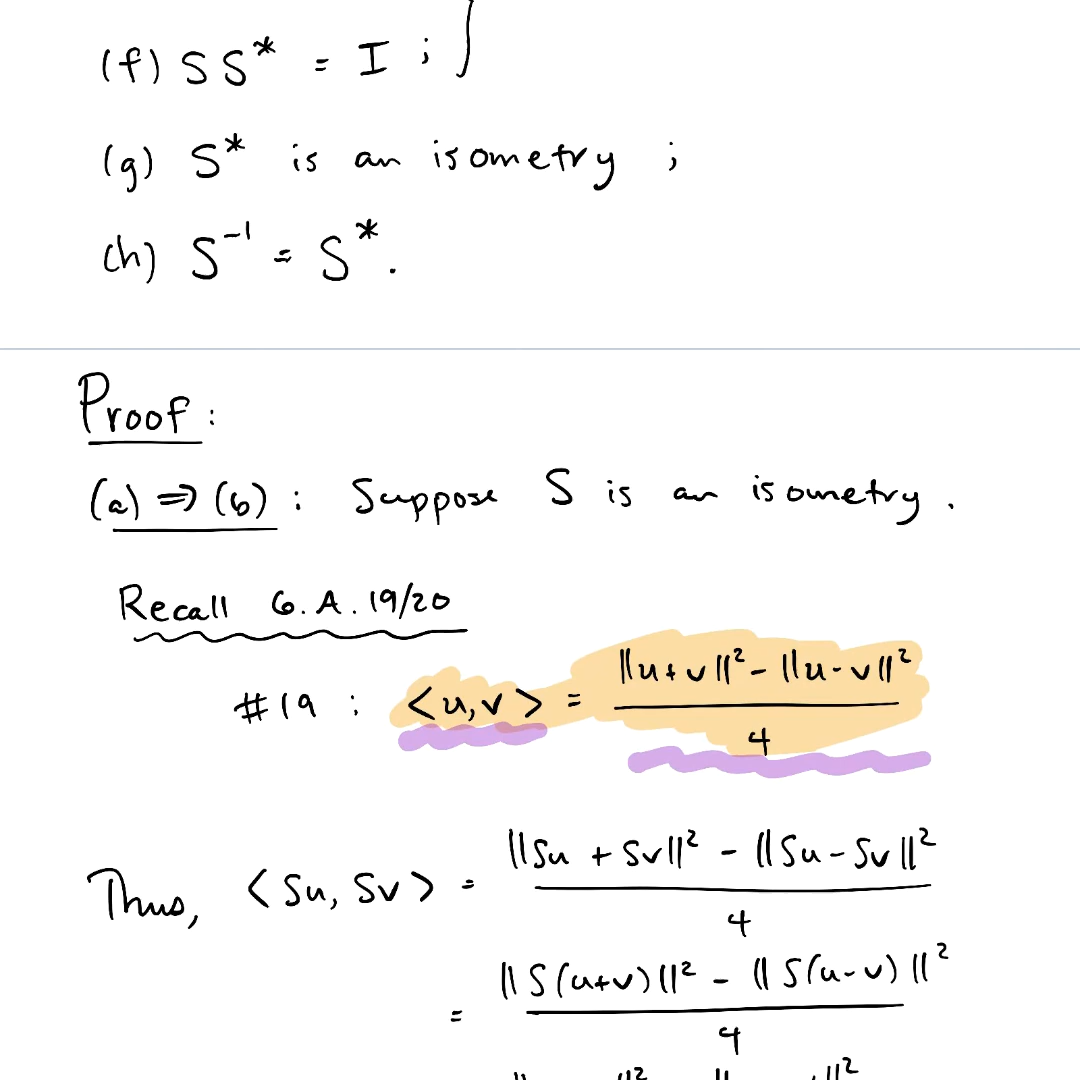 (f) SS* = I ;
(g) S* is an isometry ;
(h) S⁻¹ = S*.
Proof :
(a) ⇒ (b) : Suppose S is an isometry .
Recall 6.A.19/20
#19 : <u,v> = ||u+v||² - ||u-v||² / 4
Thus, <Su, Sv> = ||Su + Sv||² - ||Su - Sv||² / 4
= ||S(u+v)||² - ||S(u-v)||² / 4